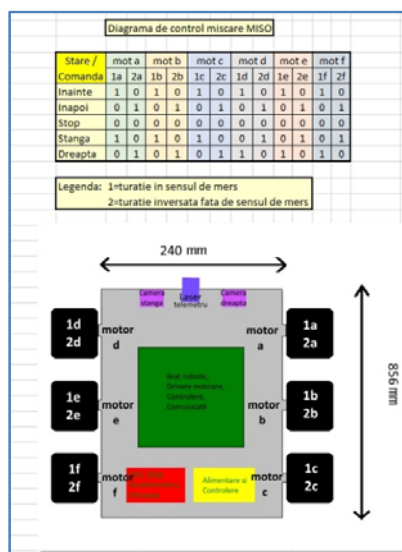 Diagrama de control miscare MISO
Stare / mot a mot b mot c mot d mot e mot f
Comanda 1a 2a 1b 2b 1c 2c 1d 2d 1e 2e 1f 2f
Inainte 1 0 1 0 1 0 1 0 1 0 1 0
Inapoi 0 1 0 1 0 1 0 1 0 1 0 1
Stop 0 0 0 0 0 0 0 0 0 0 0 0
Stanga 1 0 1 0 1 0 0 1 0 1 0 1
Dreapta 0 1 0 1 0 1 1 0 1 0 1 0
Legenda: 1=turatie in sensul de mers
2=turatie inversata fata de sensul de mers
240 mm
Camera
stanga
Laser
telemetru
Camera
dreapta
1d
2d
motor
d
motor
a
1a
2a
Brat robotic,
Drivere motoare,
Controlere,
Comunicatii
1e
2e
motor
e
motor
b
1b
2b
856 mm
1f
2f
motor
f
Alimentare si
Controlere
motor
c
1c
2c